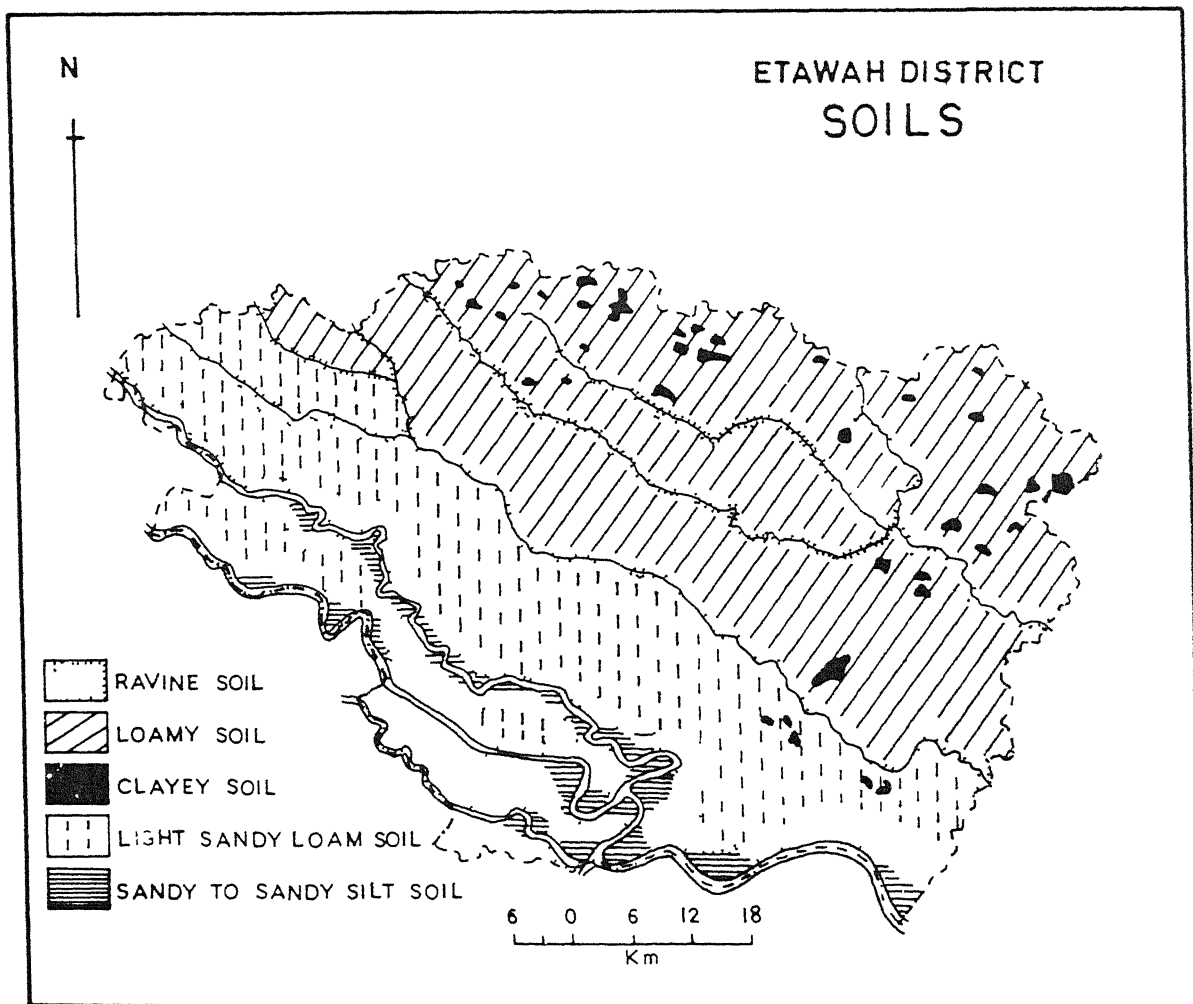 N
ETAWAH DISTRICT
SOILS
RAVINE SOIL
LOAMY SOIL
CLAYEY SOIL
LIGHT SANDY LOAM SOIL
SANDY TO SANDY SILT SOIL
6 0 6 12 18
Km